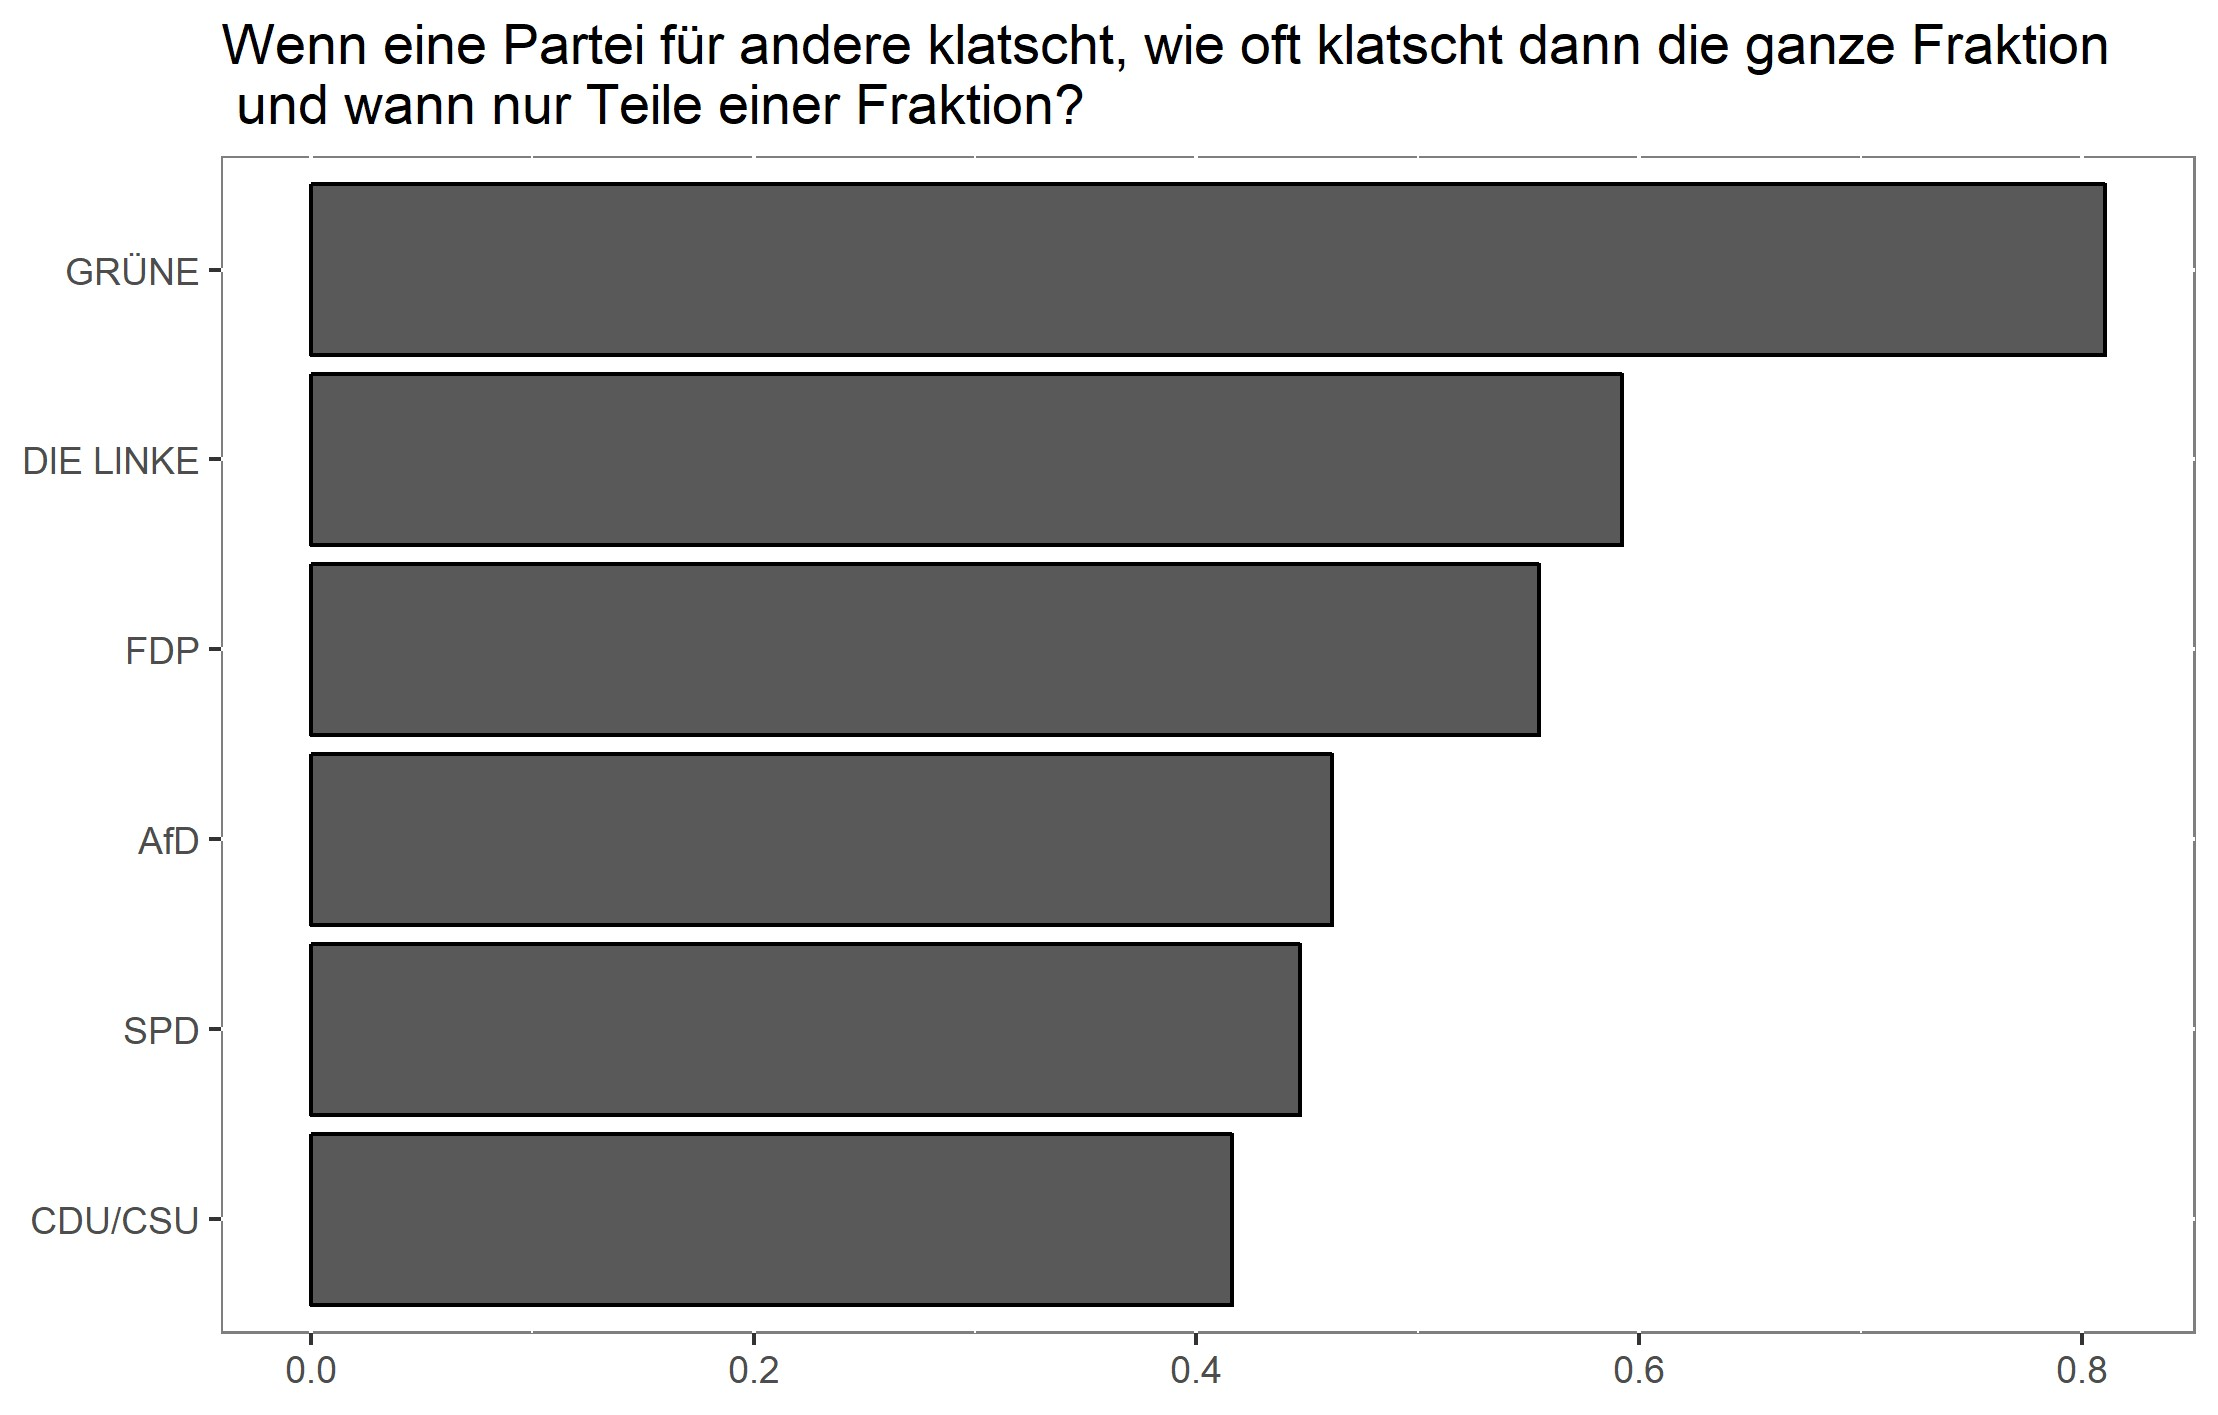 Wenn eine Partei für andere klatscht, wie oft klatscht dann die ganze Fraktion
und wann nur Teile einer Fraktion?
GRÜNE
DIE LINKE
FDP
AfD
SPD
CDU/CSU
0.0 0.2 0.4 0.6 0.8